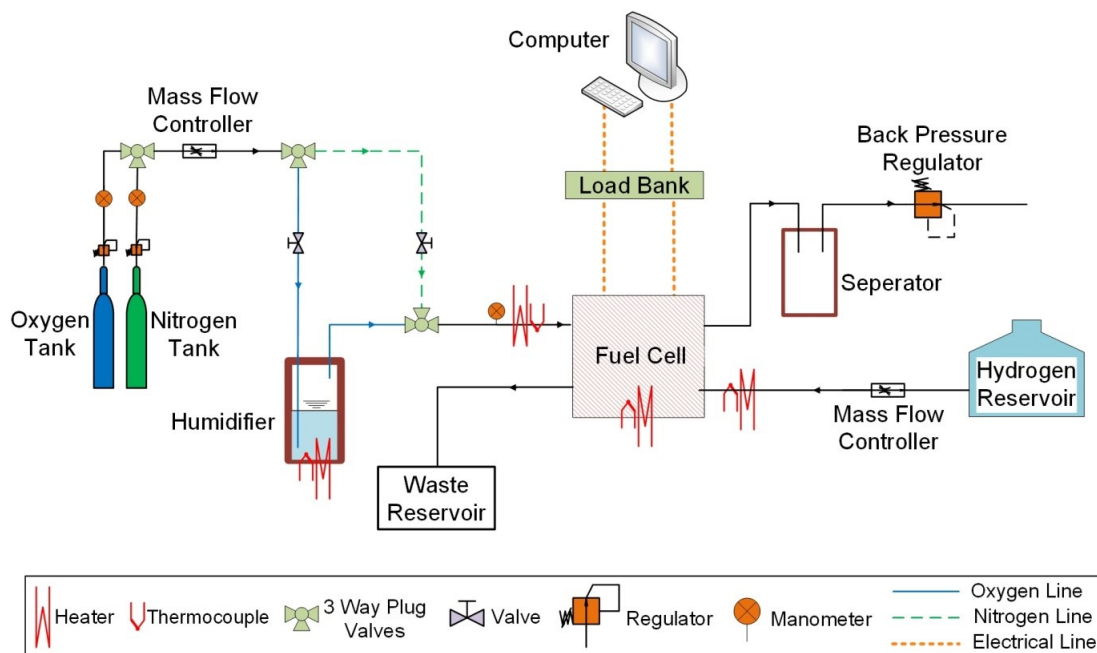 Computer
Mass Flow
Controller
Back Pressure
Regulator
Load Bank
Seperator
Oxygen
Tank
Nitrogen
Tank
Fuel Cell
Hydrogen
Reservoir
Humidifier
Mass Flow
Controller
Waste
Reservoir
Heater
Thermocouple
3 Way Plug
Valves
Valve
Regulator
Manometer
Oxygen Line
Nitrogen Line
Electrical Line